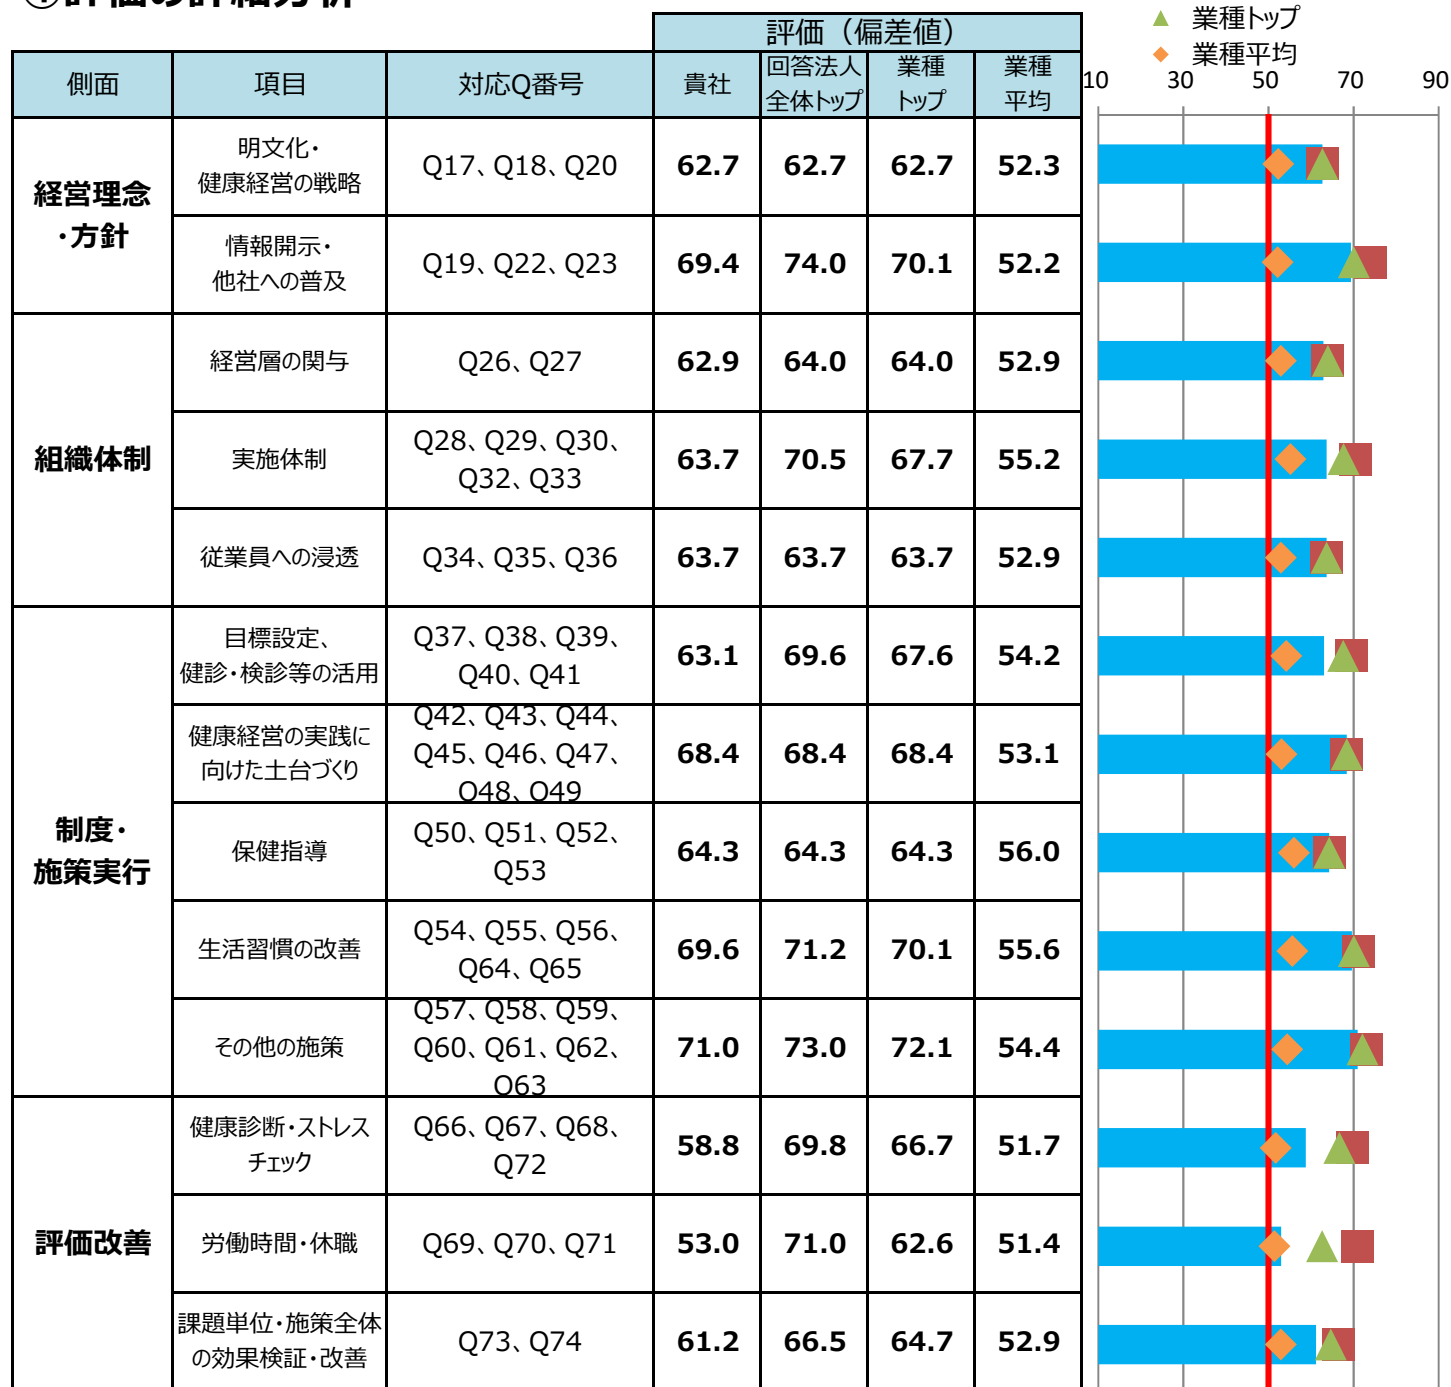 ①評価の詳細分析
▲ 業種トップ
◆ 業種平均
評価（偏差値）
側面 項目 対応Q番号 貴社 回答法人 業種 業種
全体トップ トップ 平均
10 30 50 70 90
経営理念
・方針
明文化・
健康経営の戦略
Q17、Q18、Q20 62.7 62.7 62.7 52.3
情報開示・
他社への普及
Q19、Q22、Q23 69.4 74.0 70.1 52.2
組織体制
経営層の関与 Q26、Q27 62.9 64.0 64.0 52.9
実施体制
Q28、Q29、Q30、
Q32、Q33
63.7 70.5 67.7 55.2
従業員への浸透 Q34、Q35、Q36 63.7 63.7 63.7 52.9
制度・
施策実行
目標設定、
健診・検診等の活用
Q37、Q38、Q39、
Q40、Q41
63.1 69.6 67.6 54.2
健康経営の実践に
向けた土台づくり
Q42、Q43、Q44、
Q45、Q46、Q47、
Q48、Q49
68.4 68.4 68.4 53.1
保健指導
Q50、Q51、Q52、
Q53
64.3 64.3 64.3 56.0
生活習慣の改善
Q54、Q55、Q56、
Q64、Q65
69.6 71.2 70.1 55.6
その他の施策
Q57、Q58、Q59、
Q60、Q61、Q62、
Q63
71.0 73.0 72.1 54.4
評価改善
健康診断・ストレス
チェック
Q66、Q67、Q68、
Q72
58.8 69.8 66.7 51.7
労働時間・休職 Q69、Q70、Q71 53.0 71.0 62.6 51.4
課題単位・施策全体
の効果検証・改善
Q73、Q74 61.2 66.5 64.7 52.9